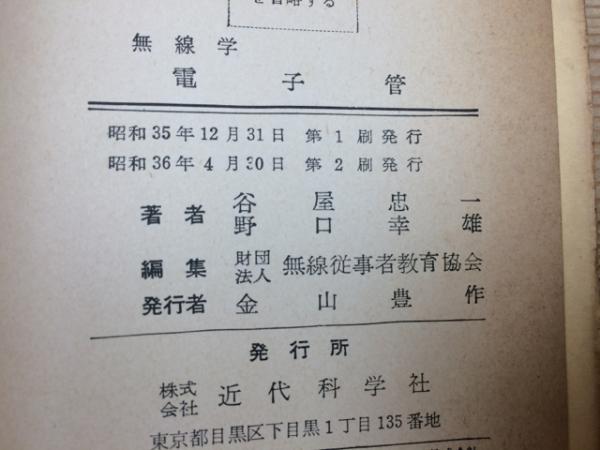 を省略する
無線学
電子管
昭和35年12月31日 第1刷発行
昭和36年4月30日 第2刷発行
著者 谷屋忠一
野口幸雄
編集 財団法人 無線従事者教育協会
発行者 金山豊作
発行所
株式会社 近代科学社
東京都目黒区下目黒1丁目135番地